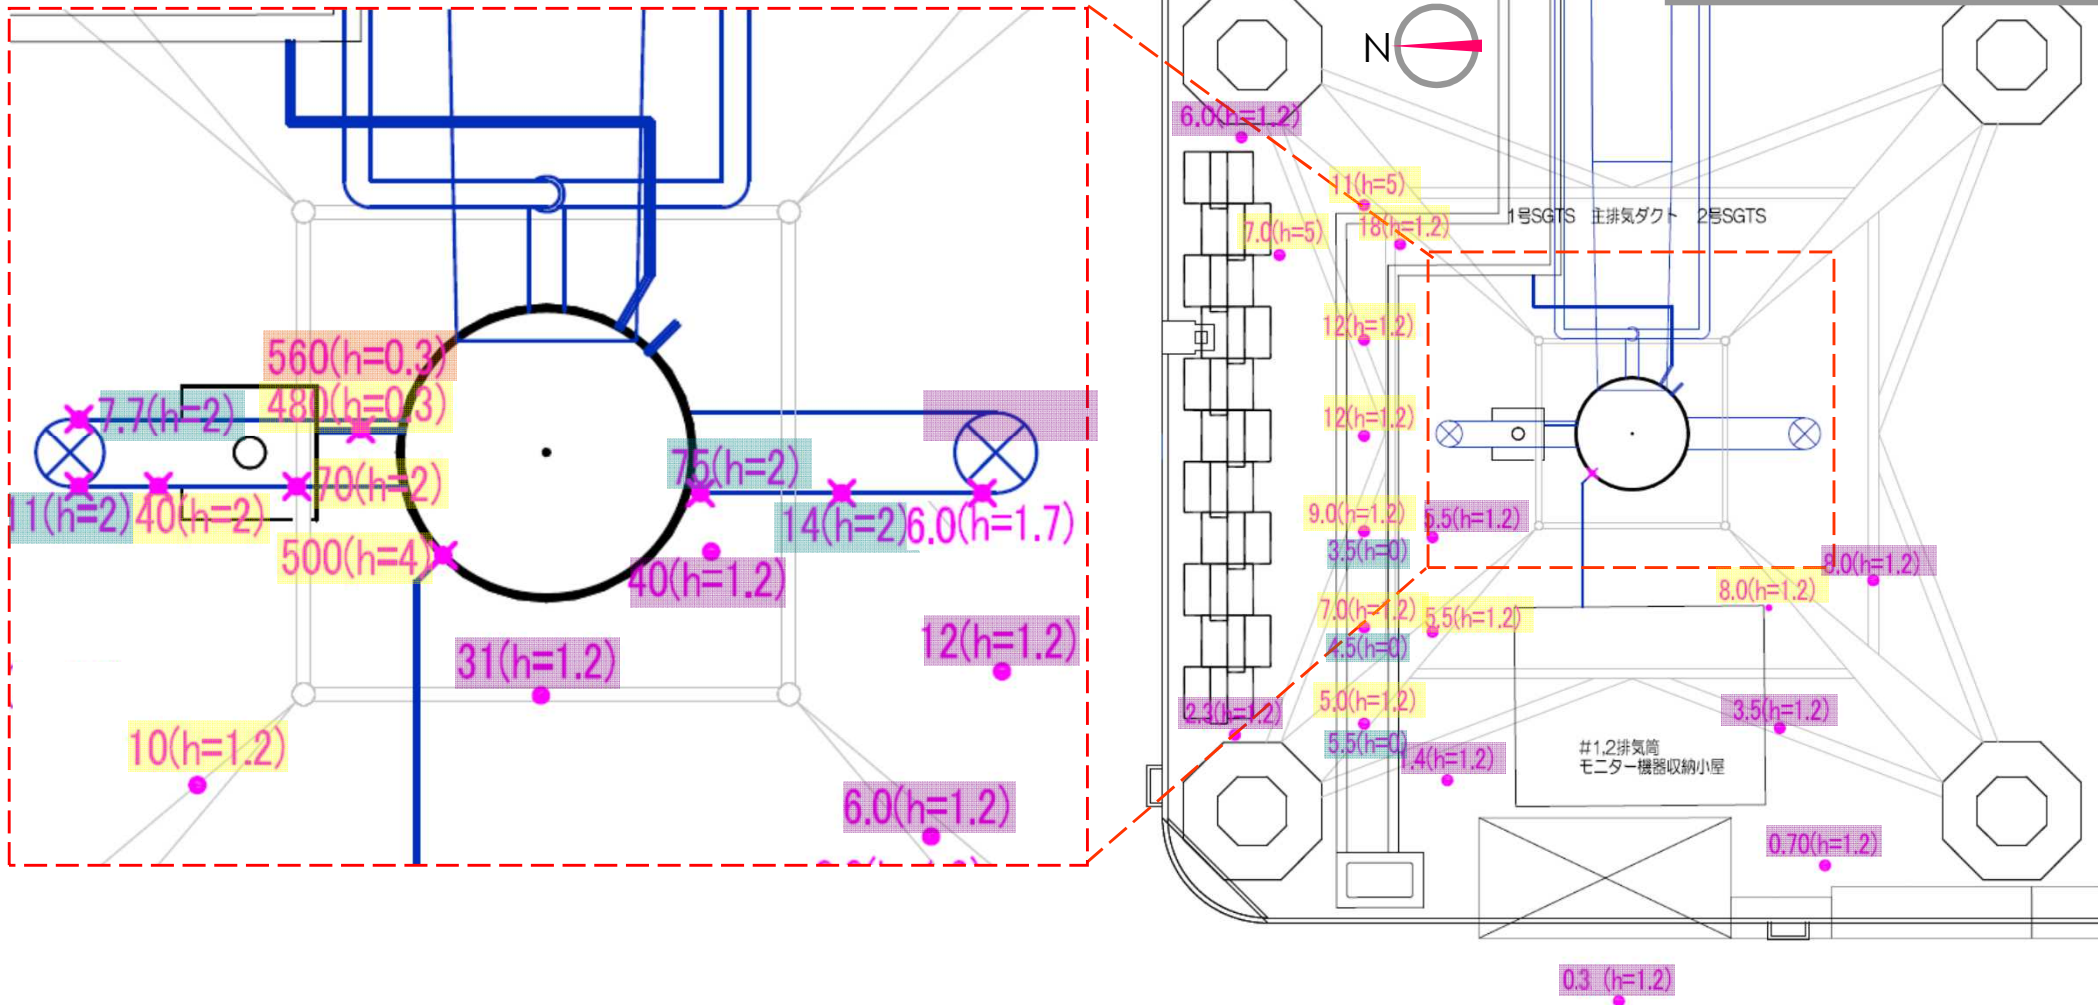 560(h=0.3)
480(h=0.3)
7.7(h=2)
70(h=2)
11(h=2)
40(h=2)
500(h=4)
75(h=2)
14(h=2)
6.0(h=1.7)
40(h=1.2)
31(h=1.2)
12(h=1.2)
10(h=1.2)
6.0(h=1.2)
N
6.0(h=1.2)
11(h=5)
7.0(h=5)
18(h=1.2)
1号SGTS 主排気ダクト 2号SGTS
12(h=1.2)
12(h=1.2)
9.0(h=1.2)
5.5(h=1.2)
3.5(h=0)
8.0(h=1.2)
8.0(h=1.2)
7.0(h=1.2)
5.5(h=1.2)
4.5(h=0)
5.0(h=1.2)
2.3(h=1.2)
3.5(h=1.2)
5.5(h=0)
1.4(h=1.2)
#1,2排気筒
モニター機器収納小屋
0.70(h=1.2)
0.3 (h=1.2)